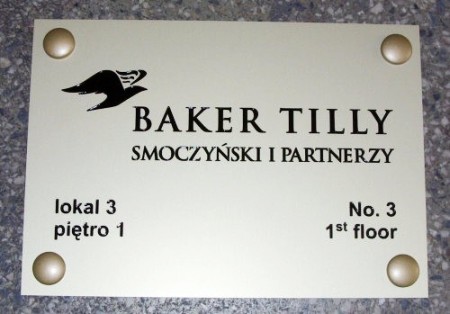 BAKER TILLY
SMOCZYŃSKI I PARTNERZY
lokal 3
piętro 1
No. 3
1st floor